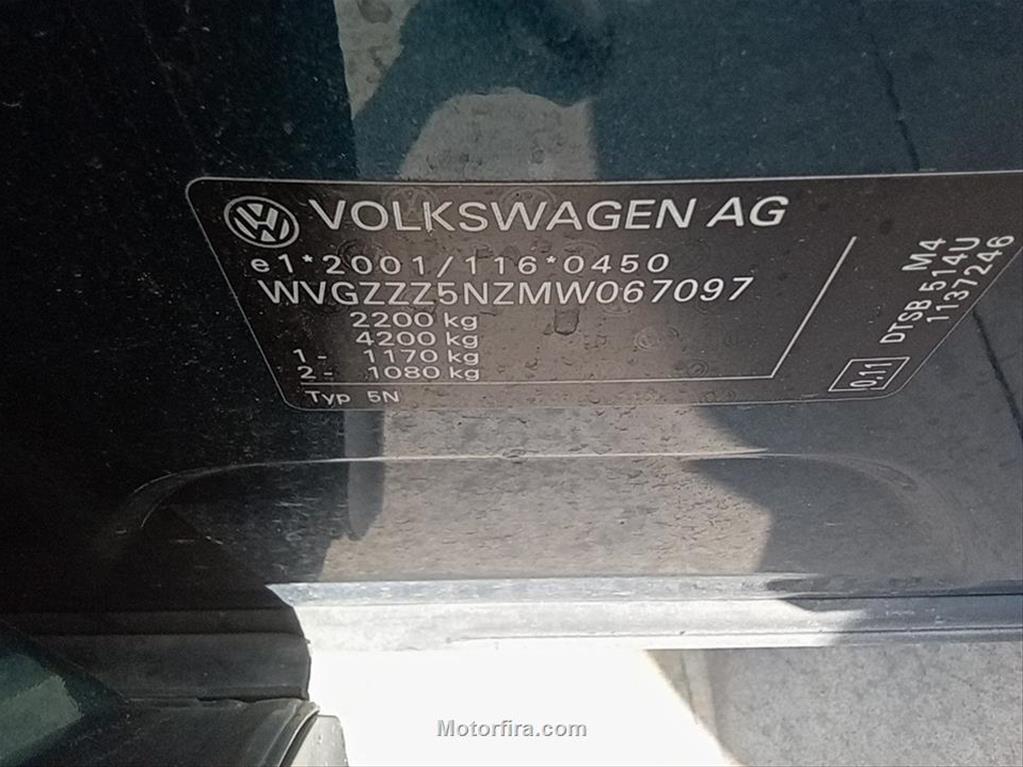 VOLKSWAGEN AG
e1*2001/116*0450
WVGZZZ5NZMW067097
2200 kg
4200 kg
1 - 1170 kg
2 - 1080 kg
Typ 5N
M4
DTSB 514U
1137246
0,11
Motorfira.com